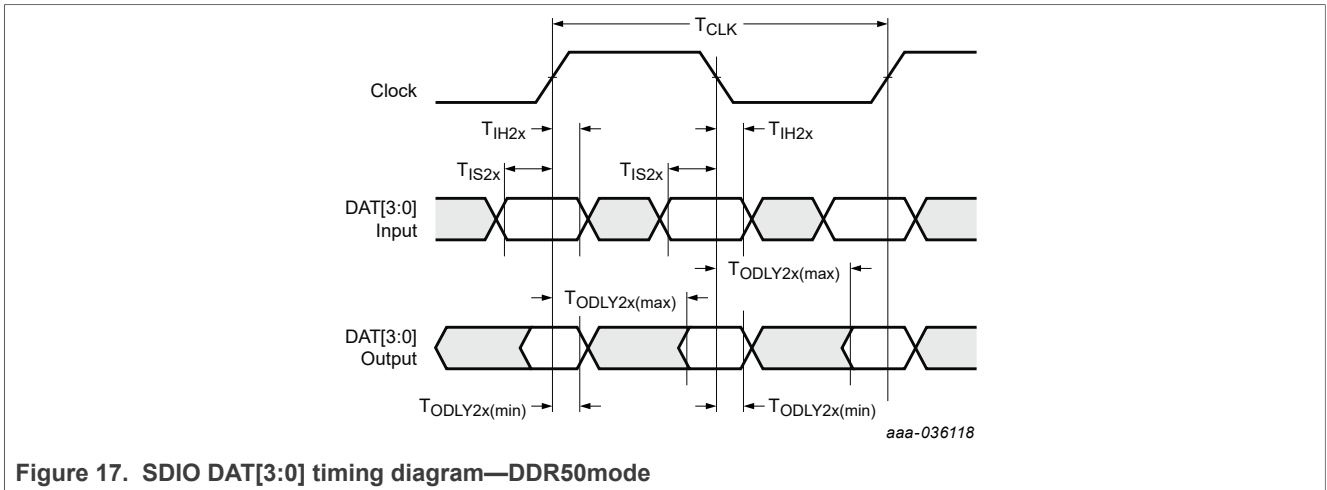 TCLK
Clock
TIH2x
TIH2x
TIS2x
TIS2x
DAT[3:0]
Input
TODLY2x(max)
TODLY2x(max)
DAT[3:0]
Output
TODLY2x(min)
TODLY2x(min)
aaa-036118
Figure 17. SDIO DAT[3:0] timing diagram—DDR50mode